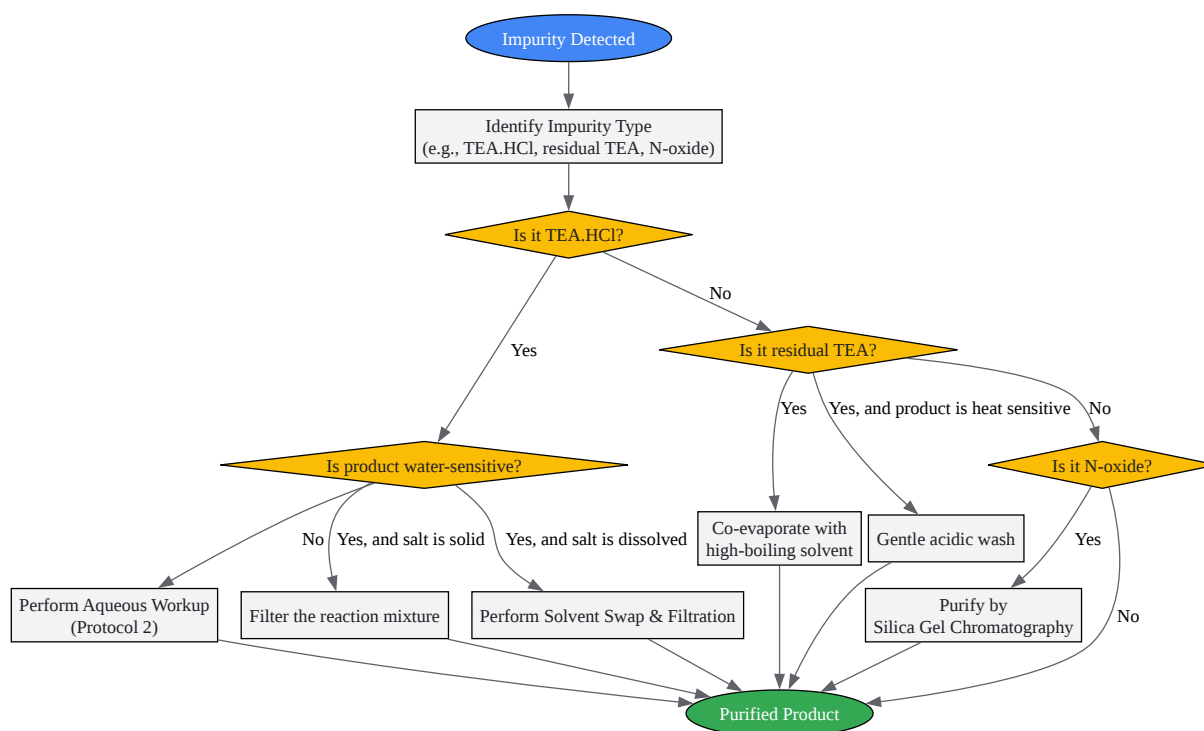 Impurity Detected
Identify Impurity Type
(e.g., TEA.HCl, residual TEA, N-oxide)
Is it TEA.HCl?
No
Yes
Is it residual TEA?
Yes
Yes, and product is heat sensitive
No
Is product water-sensitive?
Is it N-oxide?
No
Yes, and salt is solid
Yes, and salt is dissolved
Co-evaporate with
high-boiling solvent
Gentle acidic wash
Yes
No
Perform Aqueous Workup
(Protocol 2)
Filter the reaction mixture
Perform Solvent Swap & Filtration
Purify by
Silica Gel Chromatography
Purified Product